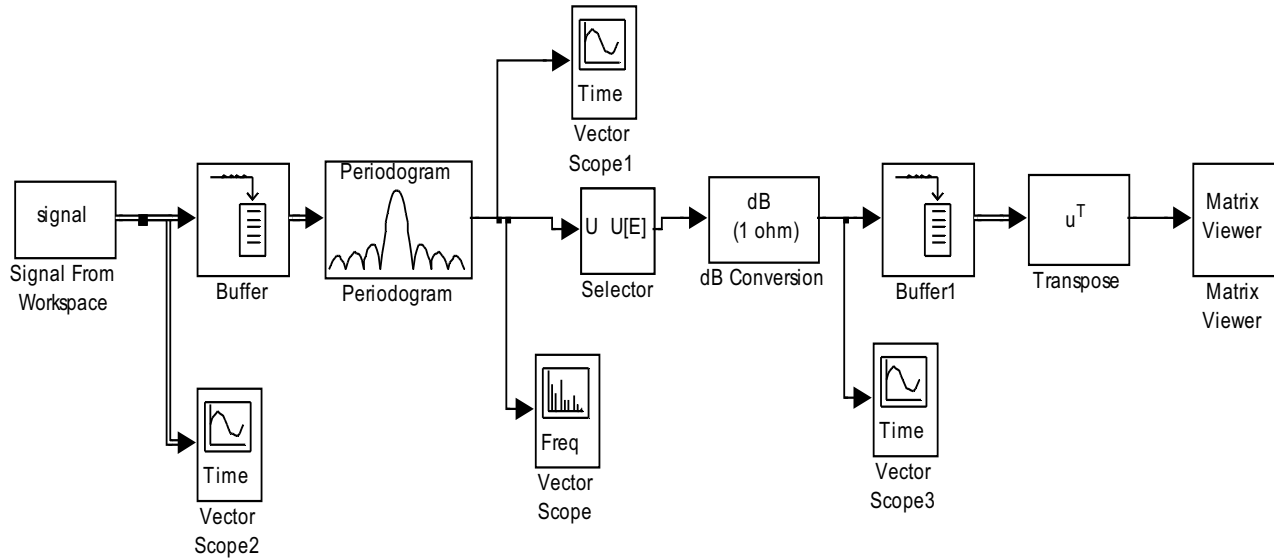 Time
Vector
Scope1
signal
Signal From
Workspace
Buffer
Periodogram
Periodogram
U U[E]
Selector
dB
(1 ohm)
dB Conversion
Buffer1
u^T
Transpose
Matrix
Viewer
Matrix
Viewer
Time
Vector
Scope2
Freq
Vector
Scope
Time
Vector
Scope3